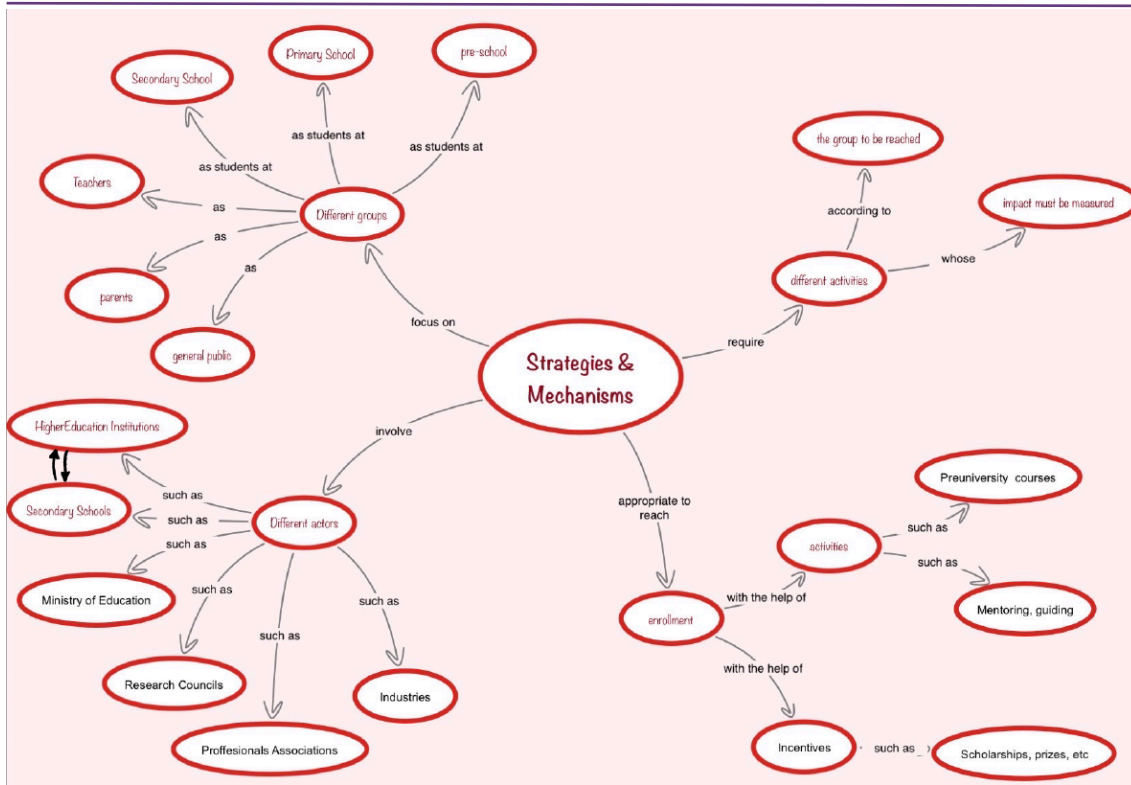 pre-school
Primary School
Secondary School
as students at
as students at
as students at
Teachers
as
Different groups
as
as
parents
general public
focus on
the group to be reached
according to
impact must be measured
whose
different activities
require
Strategies &
Mechanisms
HigherEducation Institutions
involve
such as
Secondary Schools
such as
Different actors
such as
Ministry of Education
such as
such as
such as
Research Councils
Industries
Proffesionals Associations
appropriate to
reach
Preuniversity courses
such as
activities
such as
with the help of
Mentoring, guiding
enrollment
with the help of
Incentives
such as
Scholarships, prizes, etc